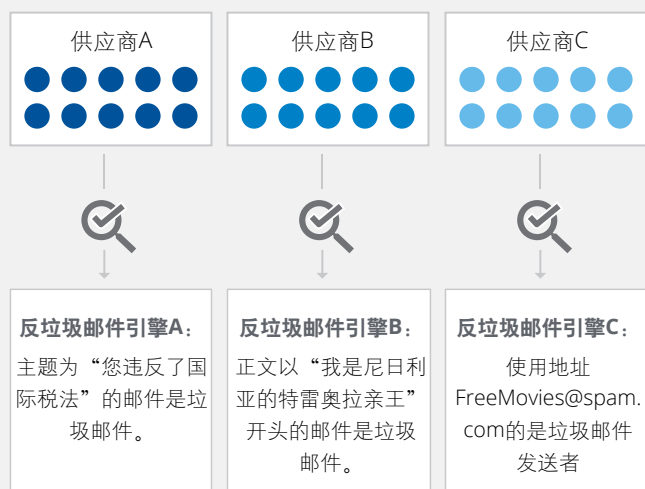 供应商A
供应商B
供应商C
反垃圾邮件引擎A：
主题为“您违反了国
际税法”的邮件是垃
圾邮件。
反垃圾邮件引擎B：
正文以“我是尼日利
亚的特雷奥拉亲王”
开头的邮件是垃圾
邮件。
反垃圾邮件引擎C：
使用地址
FreeMovies@spam.
com的是垃圾邮件
发送者